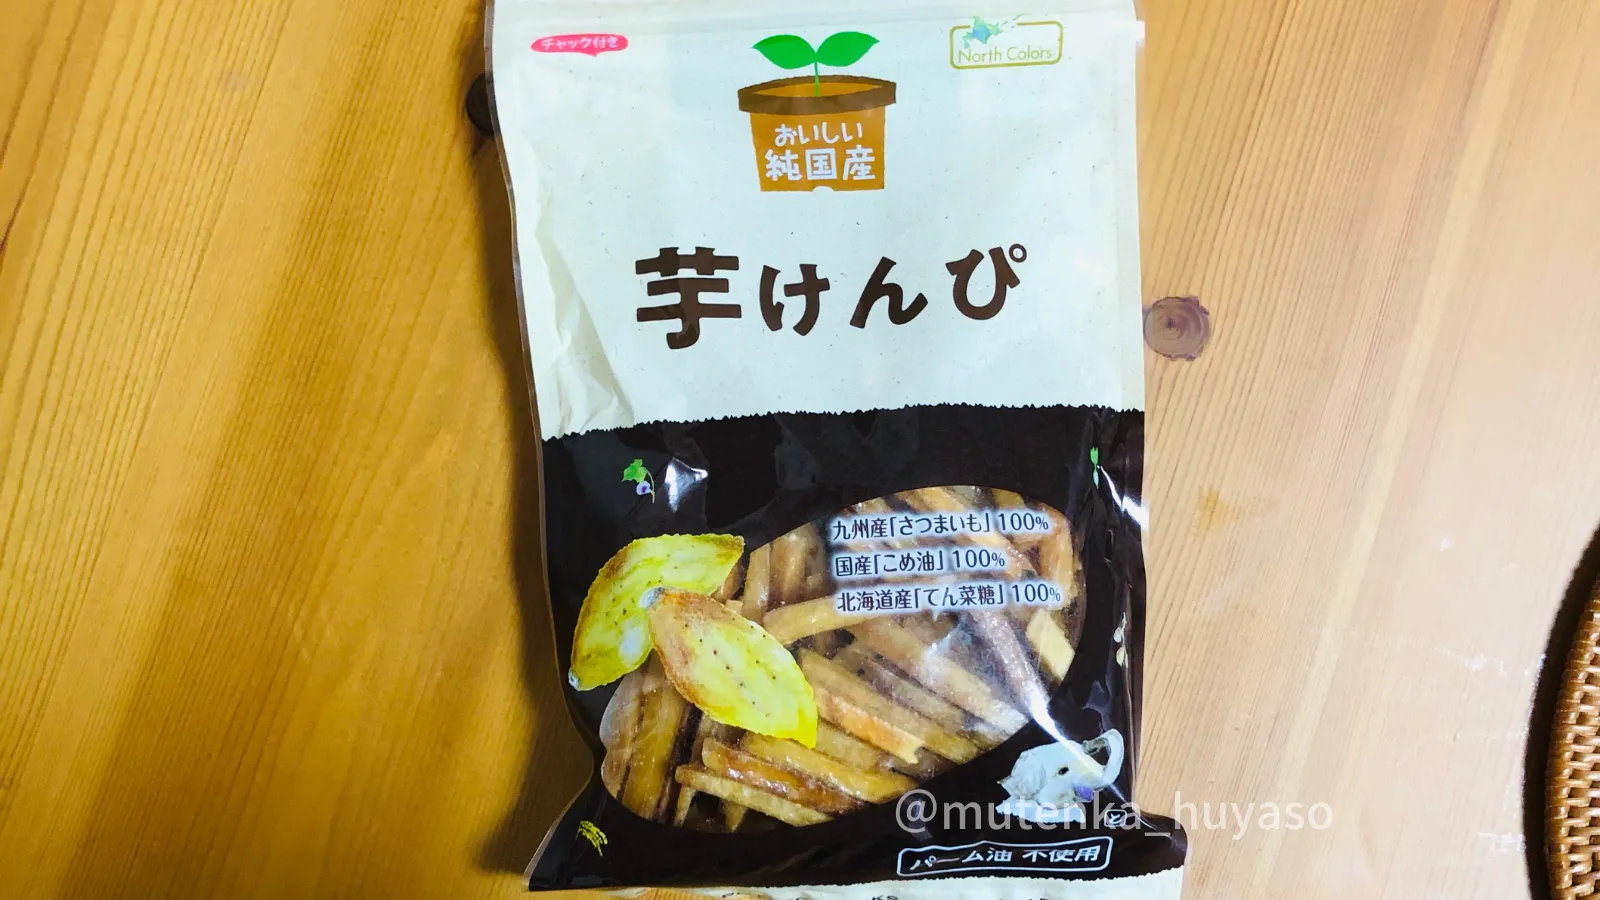 チャック付き
North Colors
おいしい
純国産
芋けんぴ
九州産「さつまいも」100%
国産「こめ油」100%
北海道産「てん菜糖」100%
@mutenka_huyaso
パーム油 不使用